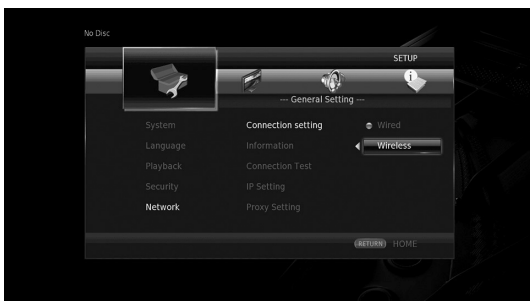 No Disc
SETUP
--- General Setting ---
System Connection setting Wired
Language Information Wireless
Playback Connection Test
Security IP Setting
Network Proxy Setting
RETURN HOME